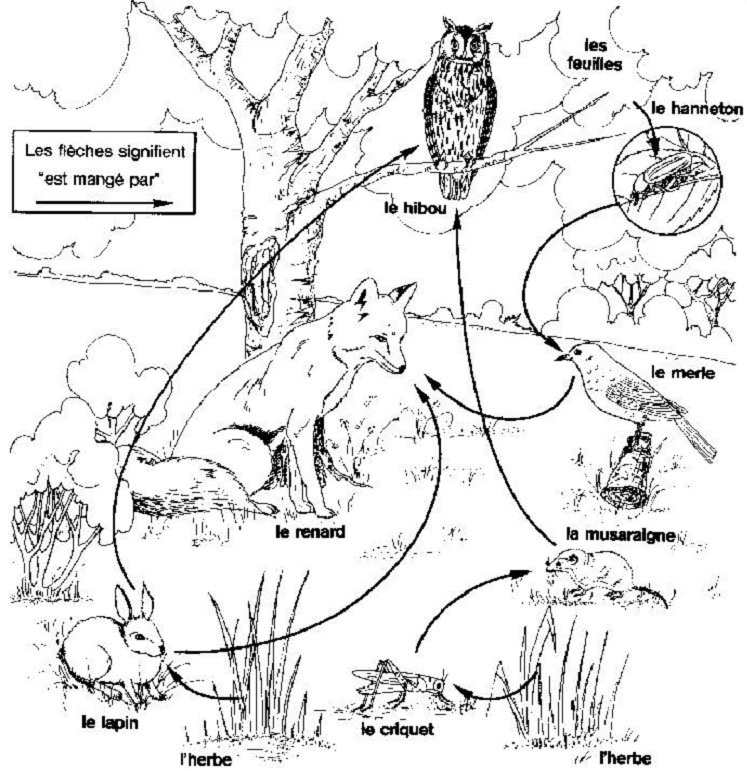 les
feuilles
le hanneton
Les flèches signifient
"est mangé par"
le hibou
le merle
le renard
la musaraigne
le lapin
le criquet
l'herbe
l'herbe